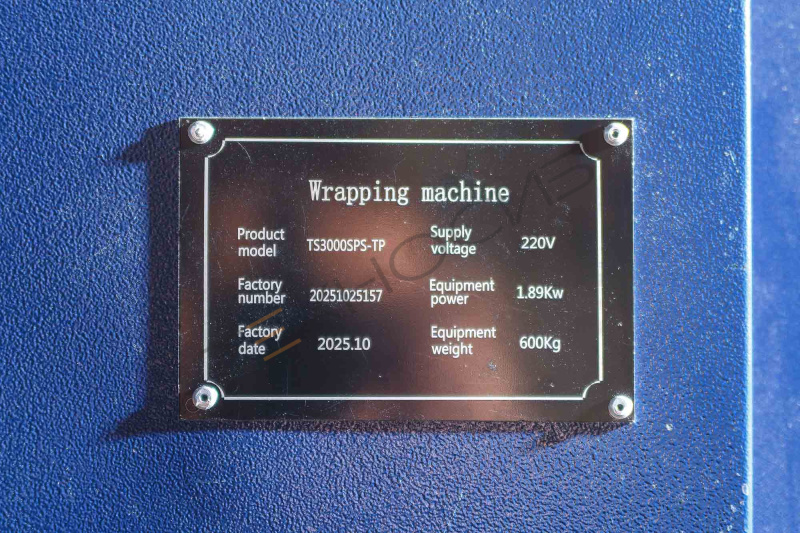 Wrapping machine
Product model TS3000SPS-TP Supply voltage 220V
Factory number 20251025157 Equipment power 1.89Kw
Factory date 2025.10 Equipment weight 600Kg